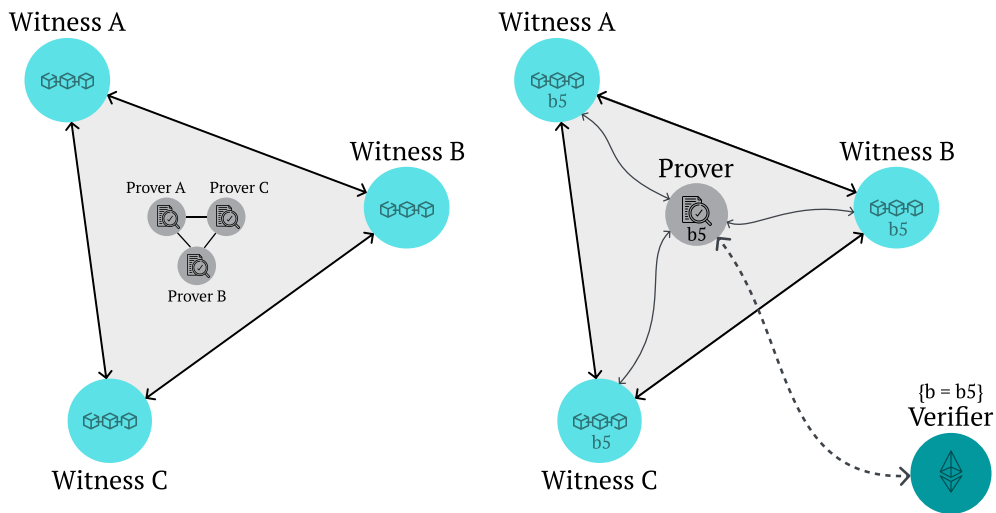 Witness A
Witness B
Prover A
Prover C
Prover B
Witness C
Witness A
b5
Witness B
b5
Prover
b5
b5
Witness C
{b = b5}
Verifier